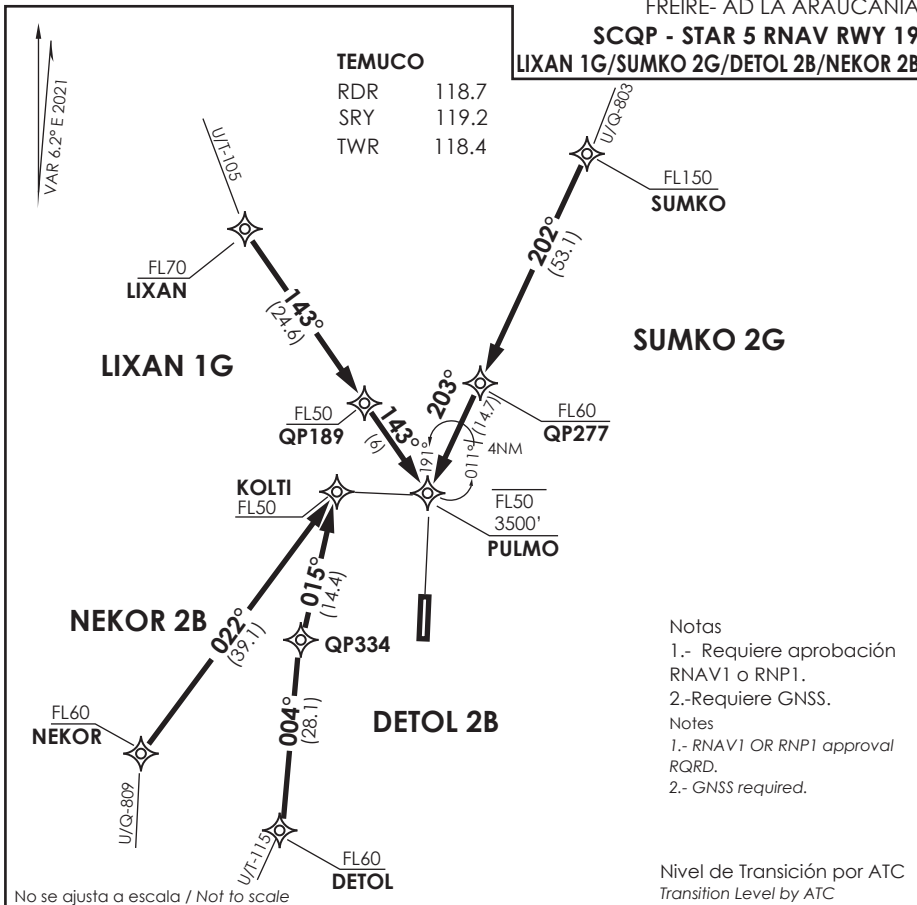 FREIRE- AD LA ARAUCANIA
SCQP - STAR 5 RNAV RWY 19
LIXAN 1G/SUMKO 2G/DETOL 2B/NEKOR 2B
VAR 6.2° E 2021
TEMUCO
RDR 118.7
SRY 119.2
TWR 118.4
U/T-105
U/Q-803
FL150
SUMKO
202°
(53.1)
FL70
LIXAN
143°
(24.6)
LIXAN 1G
SUMKO 2G
FL50
QP189
143°
(6)
203°
(14.7)
FL60
QP277
191°
011°
4NM
KOLTI
FL50
FL50
3500'
PULMO
015°
(14.4)
NEKOR 2B
022°
(39.1)
QP334
004°
(28.1)
DETOL 2B
FL60
NEKOR
U/Q-809
U/T-115
FL60
DETOL
Notas
1.- Requiere aprobación
RNAV1 o RNP1.
2.-Requiere GNSS.
Notes
1.- RNAV1 OR RNP1 approval
RQRD.
2.- GNSS required.
Nivel de Transición por ATC
Transition Level by ATC
No se ajusta a escala / Not to scale